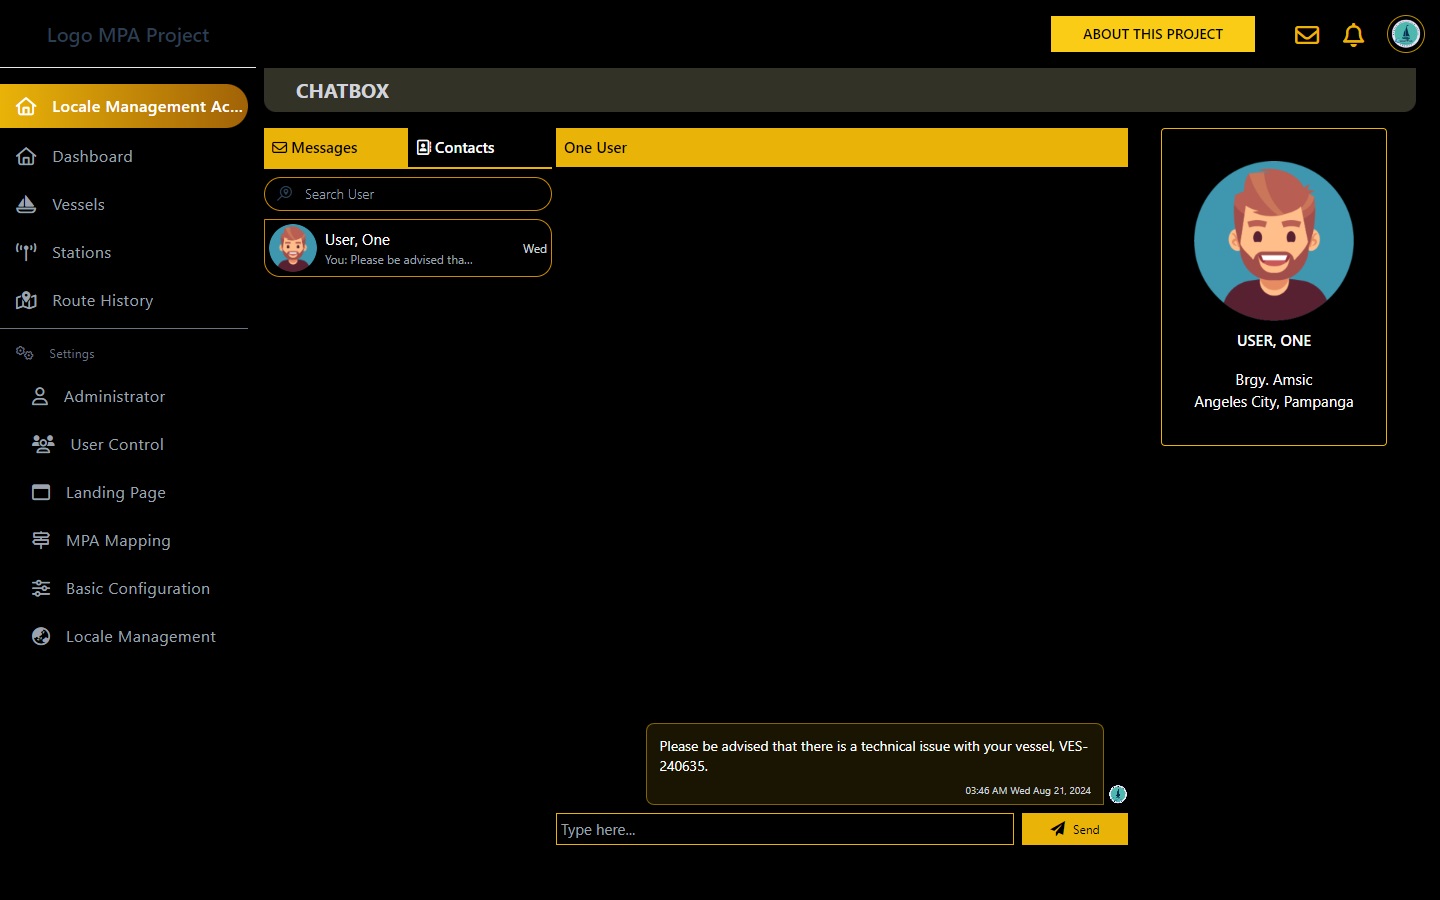 Logo MPA Project
ABOUT THIS PROJECT
Locale Management Ac...
Dashboard
Vessels
Stations
Route History
Settings
Administrator
User Control
Landing Page
MPA Mapping
Basic Configuration
Locale Management
CHATBOX
Messages
Contacts
Search User
User, One
You: Please be advised tha...
Wed
One User
Please be advised that there is a technical issue with your vessel, VES-
240635.
03:46 AM Wed Aug 21, 2024
Type here...
Send
USER, ONE
Brgy. Amsic
Angeles City, Pampanga